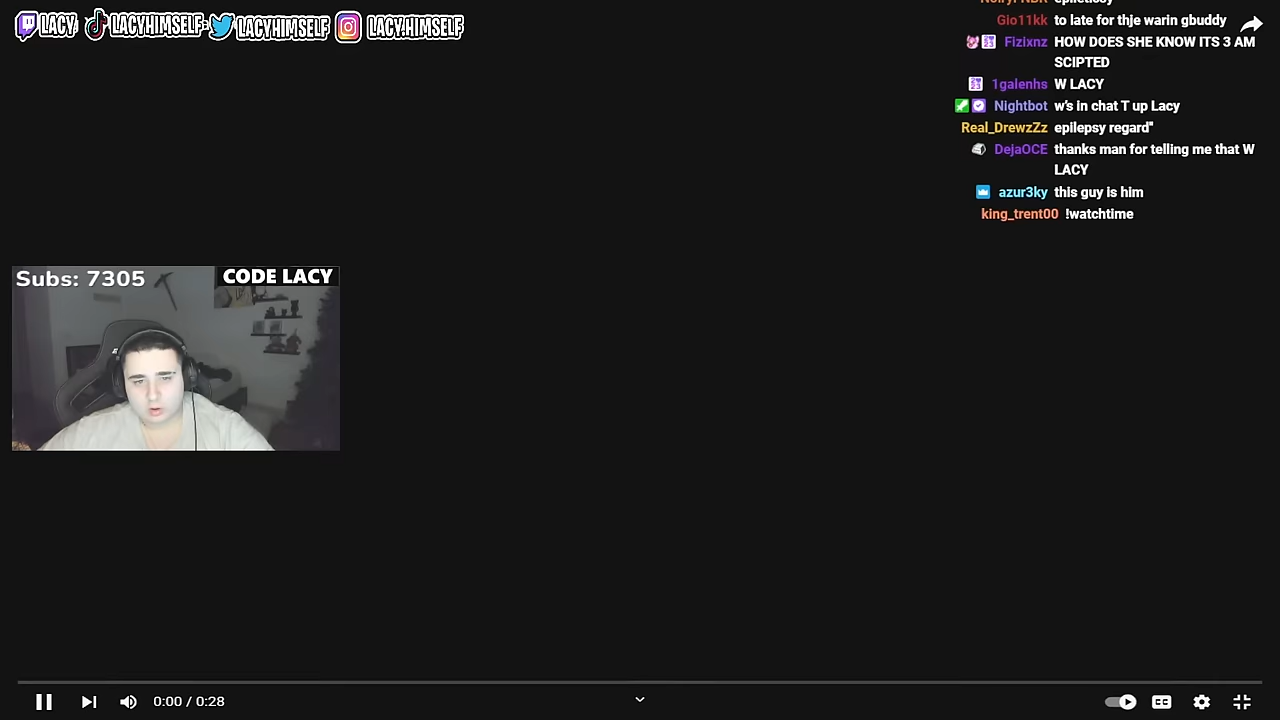 LACY LACYHIMSELF LACYHIMSELF LACYHIMSELF
Gio11kk to late for thje warin gbuddy
Fizixnz HOW DOES SHE KNOW ITS 3 AM
SCIPTED
1galenhs W LACY
Nightbot w's in chat T up Lacy
Real_DrewzZz epilepsy regard"
DejaOCE thanks man for telling me that W
LACY
azur3ky this guy is him
king_trent00 !watchtime
Subs: 7305 CODE LACY
0:00 / 0:28
CC